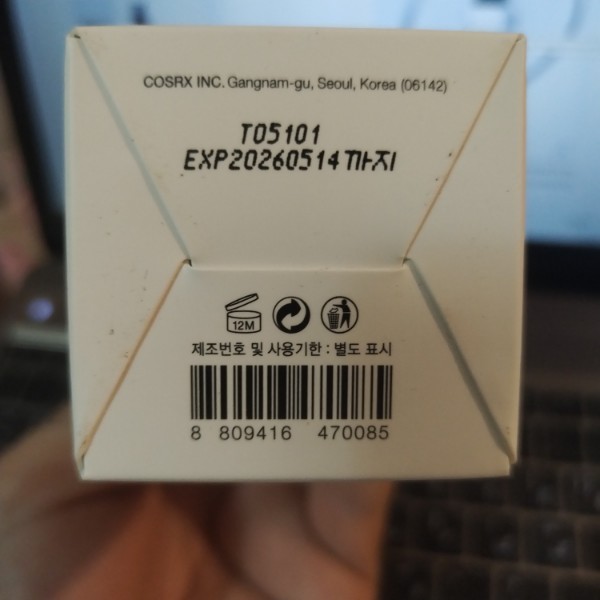 COSRX INC. Gangnam-gu, Seoul, Korea (06142)
T05101
EXP20260514까지
12M
제조번호 및 사용기한 : 별도 표시
8 809416 470085